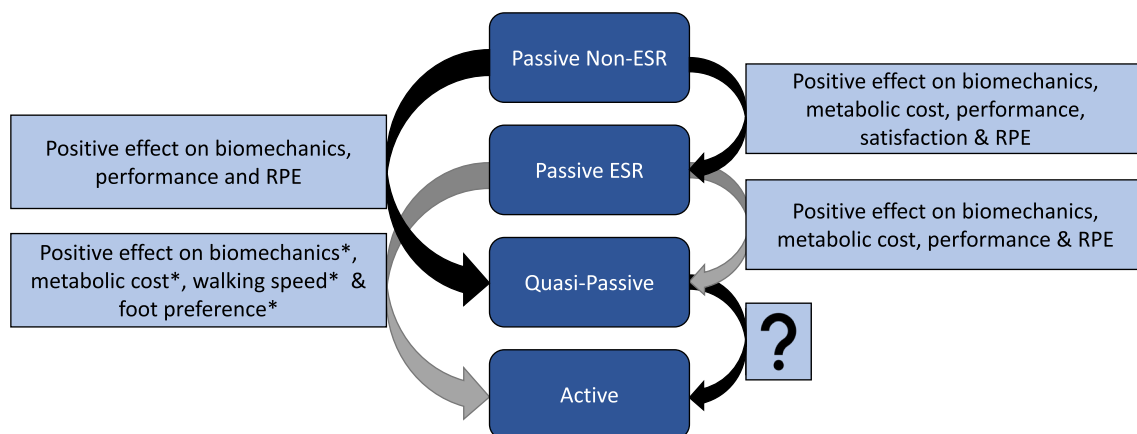 Passive Non-ESR
Positive effect on biomechanics,
metabolic cost, performance,
satisfaction & RPE
Positive effect on biomechanics,
performance and RPE
Passive ESR
Positive effect on biomechanics,
metabolic cost, performance & RPE
Positive effect on biomechanics*,
metabolic cost*, walking speed* &
foot preference*
Quasi-Passive
?
Active